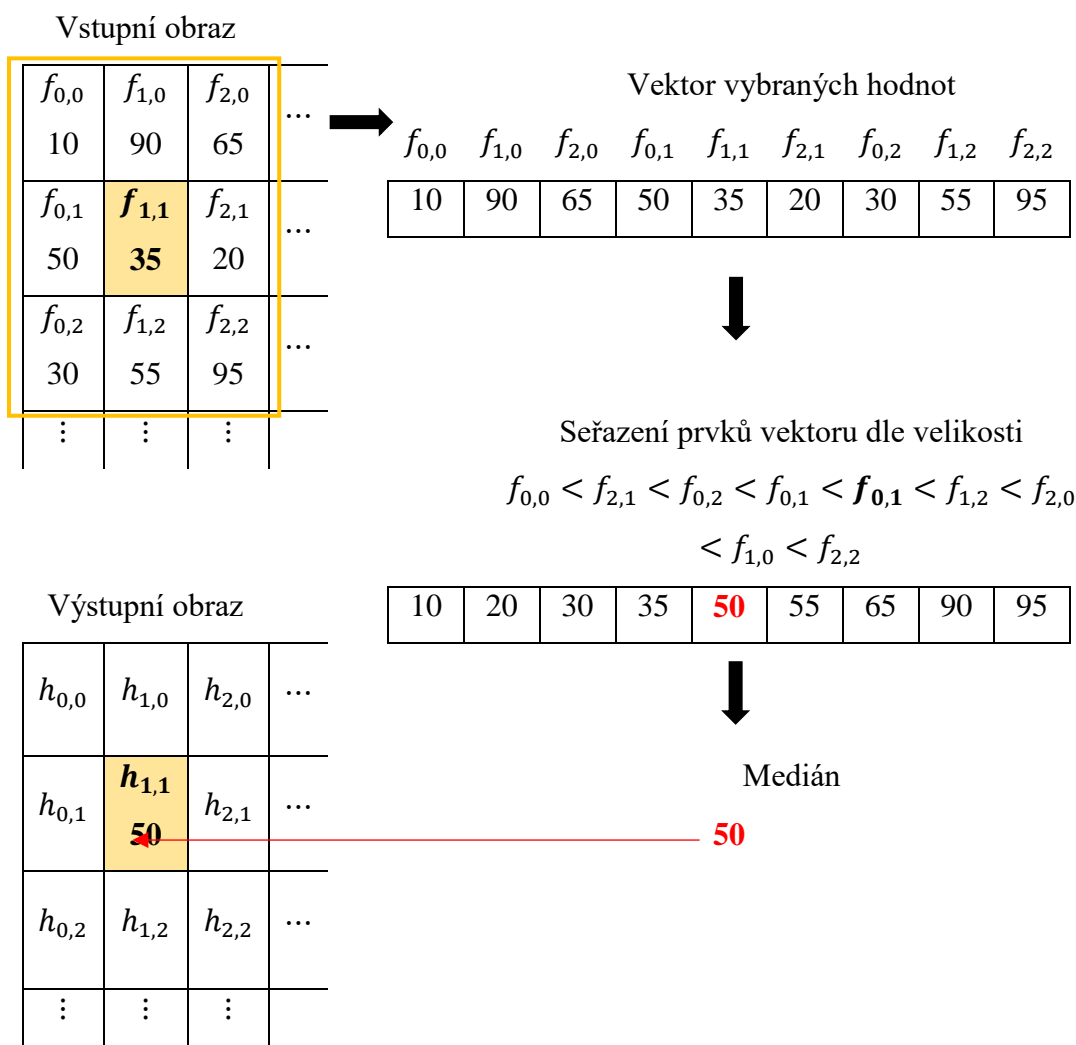 Vstupní obraz
f0,0 f1,0 f2,0 ...
10 90 65
f0,1 f1,1 f2,1 ...
50 35 20
f0,2 f1,2 f2,2 ...
30 55 95
⋮ ⋮ ⋮
Vektor vybraných hodnot
f0,0 f1,0 f2,0 f0,1 f1,1 f2,1 f0,2 f1,2 f2,2
10 90 65 50 35 20 30 55 95
Seřazení prvků vektoru dle velikosti
f0,0 < f2,1 < f0,2 < f0,1 < f0,1 < f1,2 < f2,0
< f1,0 < f2,2
10 20 30 35 50 55 65 90 95
Medián
50
Výstupní obraz
h0,0 h1,0 h2,0 ...
h0,1 h1,1 h2,1 ...
50
h0,2 h1,2 h2,2 ...
⋮ ⋮ ⋮